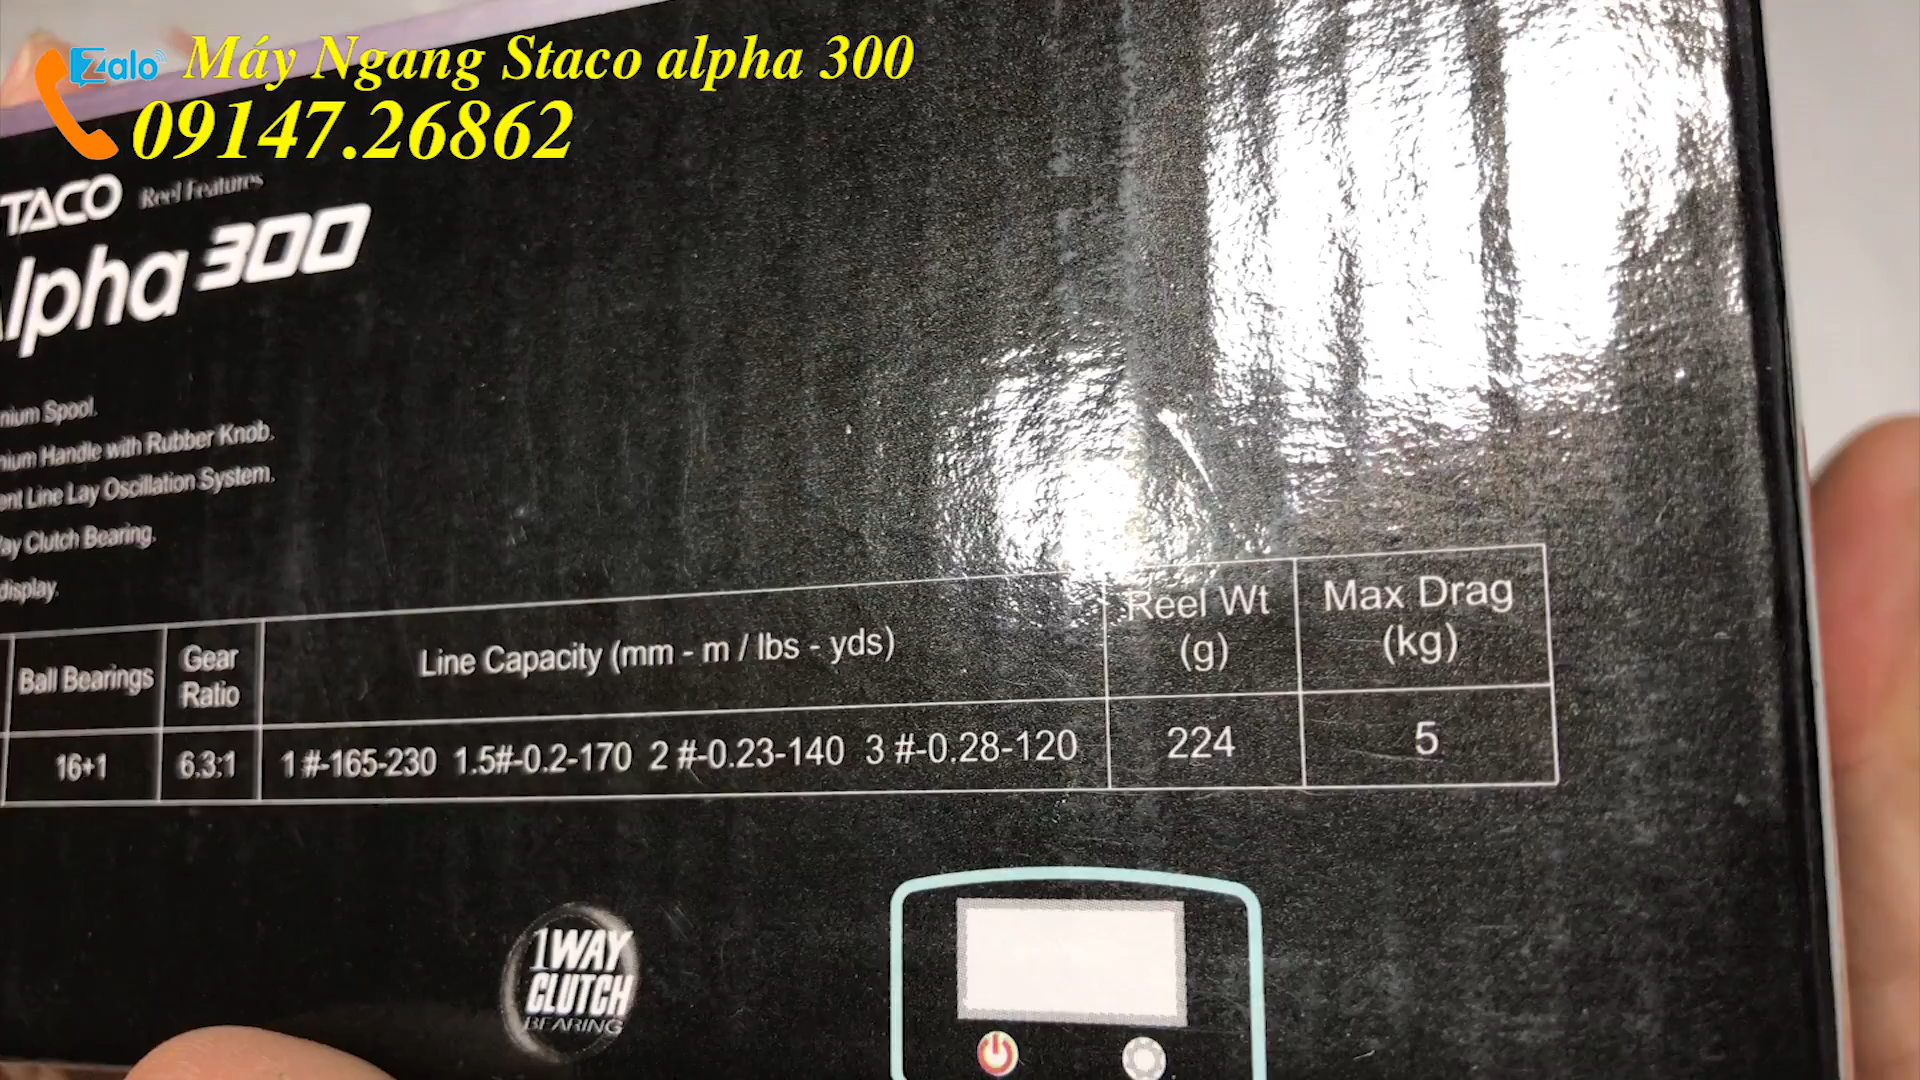 Zalo Máy Ngang Staco alpha 300
09147.26862
TACO Reel Features
lpha 300
nium Spool.
nium Handle with Rubber Knob.
ent Line Lay Oscillation System.
ay Clutch Bearing.
display.
Ball Bearings Gear Ratio Line Capacity (mm - m / lbs - yds) Reel Wt (g) Max Drag (kg)
16+1 6.3:1 1 #-165-230 1.5#-0.2-170 2 #-0.23-140 3 #-0.28-120 224 5
1WAY
CLUTCH
BEARING